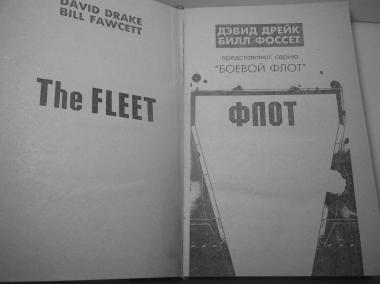 DAVID DRAKE
BILL FAWCETT
The FLEET
ДЭВИД ДРЕЙК
БИЛЛ ФОССЕТ
представляют серию
"БОЕВОЙ ФЛОТ"
ФЛОТ